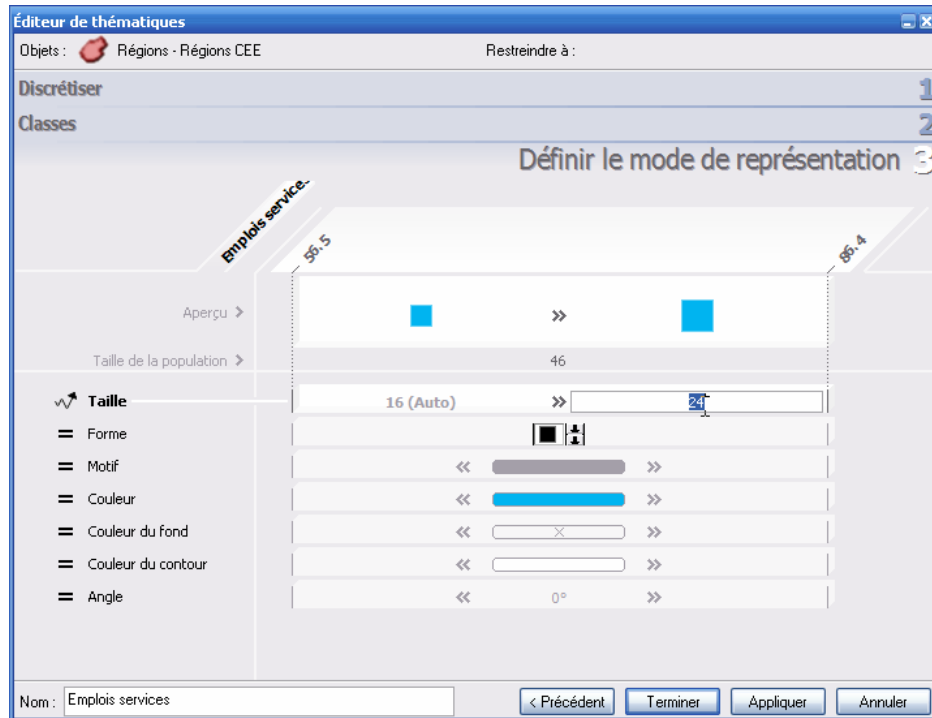 Éditeur de thématiques
Objets : Régions - Régions CEE Restreindre à :
Discrétiser 1
Classes 2
Définir le mode de représentation 3
Emplois service
56.5 86.4
Aperçu > »
Taille de la population > 46
Taille 16 (Auto) » 24
= Forme
= Motif « »
= Couleur « »
= Couleur du fond « »
= Couleur du contour « »
= Angle « 0° »
Nom : Emplois services < Précédent Terminer Appliquer Annuler